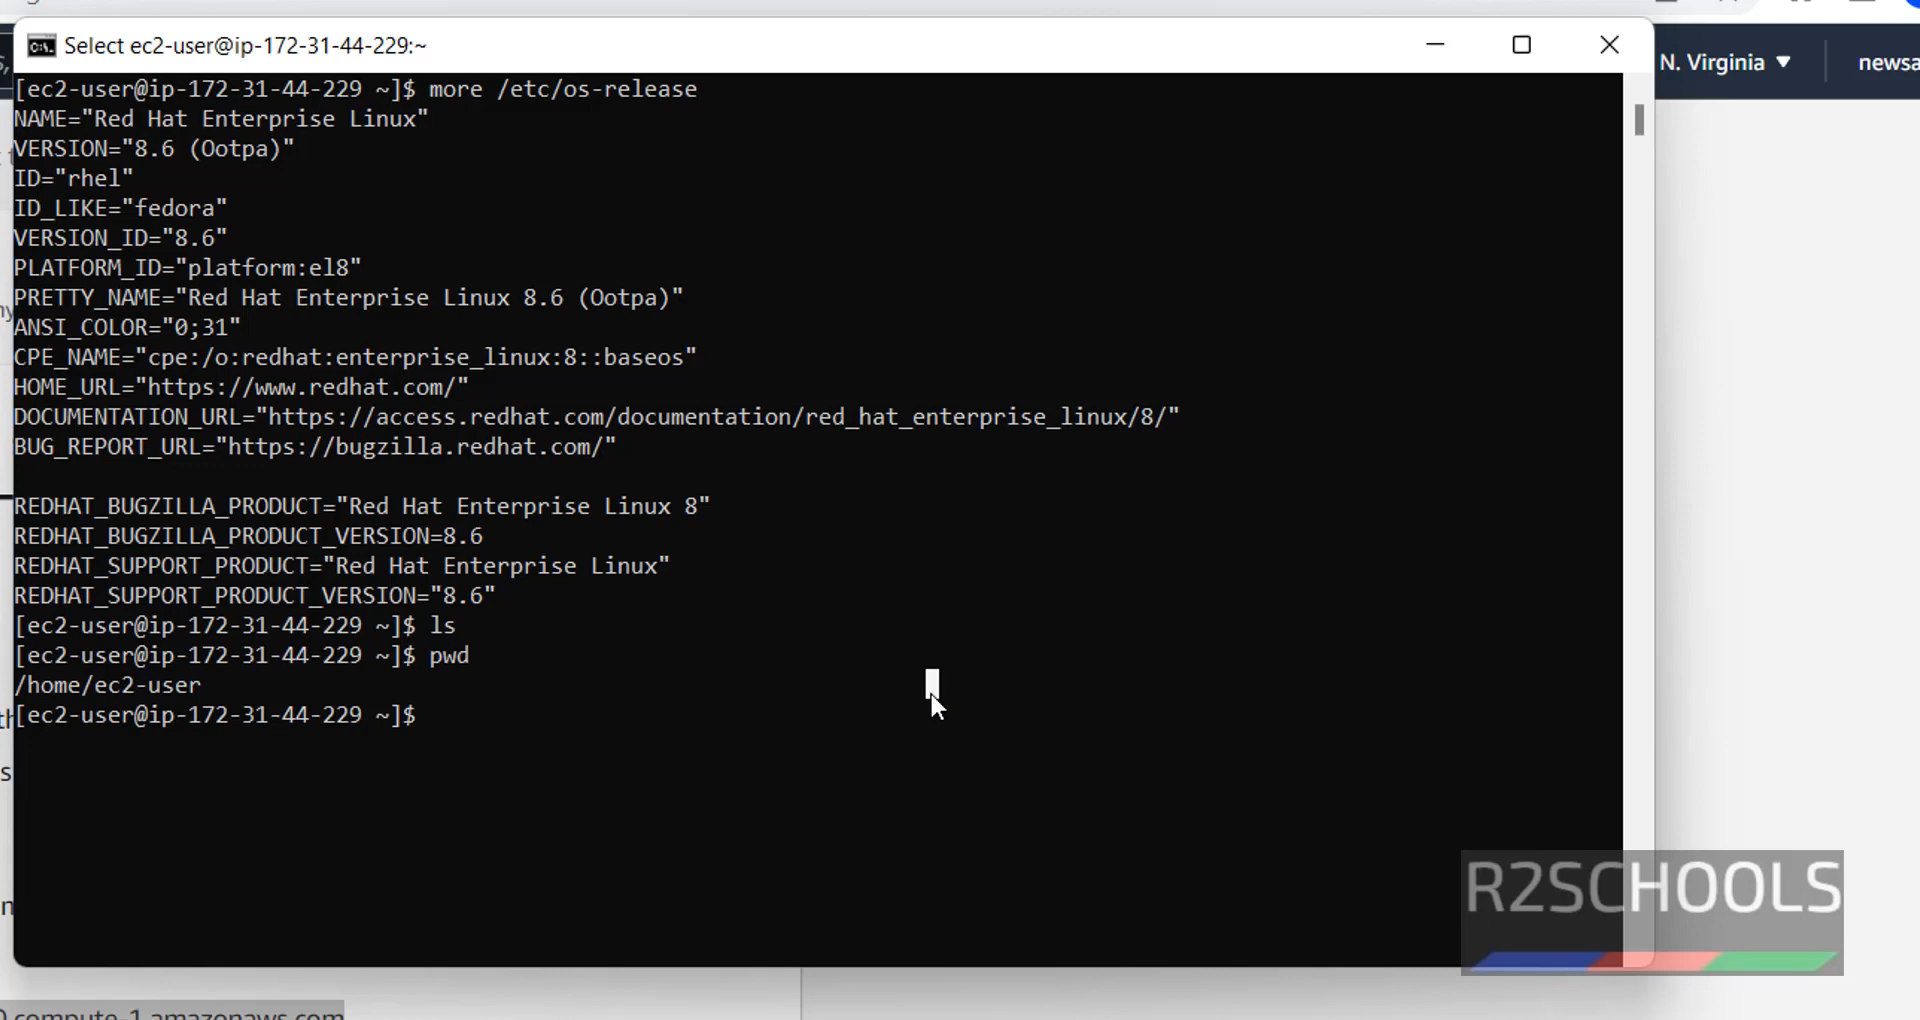 Select ec2-user@ip-172-31-44-229:~
N. Virginia
newsa
[ec2-user@ip-172-31-44-229 ~]$ more /etc/os-release
NAME="Red Hat Enterprise Linux"
VERSION="8.6 (Ootpa)"
ID="rhel"
ID_LIKE="fedora"
VERSION_ID="8.6"
PLATFORM_ID="platform:el8"
PRETTY_NAME="Red Hat Enterprise Linux 8.6 (Ootpa)"
ANSI_COLOR="0;31"
CPE_NAME="cpe:/o:redhat:enterprise_linux:8::baseos"
HOME_URL="https://www.redhat.com/"
DOCUMENTATION_URL="https://access.redhat.com/documentation/red_hat_enterprise_linux/8/"
BUG_REPORT_URL="https://bugzilla.redhat.com/"
REDHAT_BUGZILLA_PRODUCT="Red Hat Enterprise Linux 8"
REDHAT_BUGZILLA_PRODUCT_VERSION=8.6
REDHAT_SUPPORT_PRODUCT="Red Hat Enterprise Linux"
REDHAT_SUPPORT_PRODUCT_VERSION="8.6"
[ec2-user@ip-172-31-44-229 ~]$ ls
[ec2-user@ip-172-31-44-229 ~]$ pwd
/home/ec2-user
[ec2-user@ip-172-31-44-229 ~]$
R2SCHOOLS
compute-1.amazonaws.com